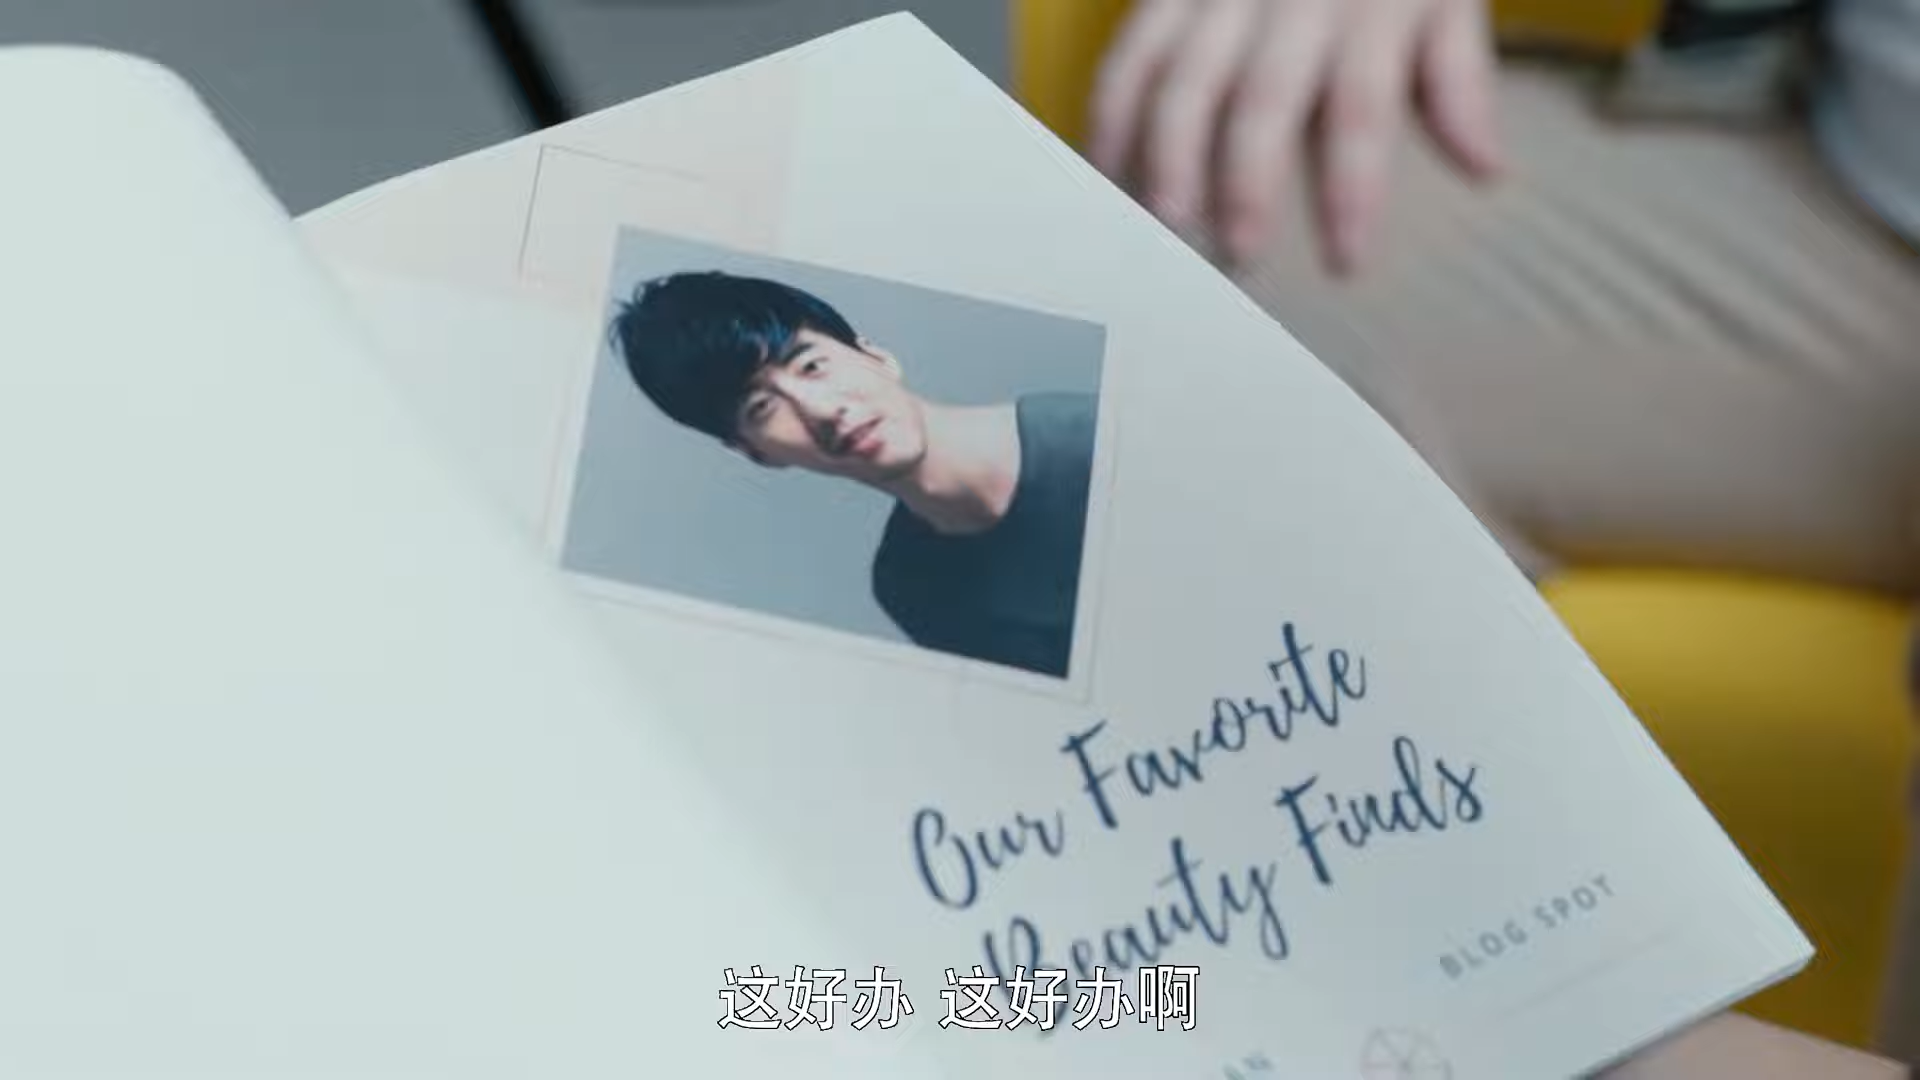 Our Favorite
Beauty Finds
BLOG SPOT
这好办 这好办啊